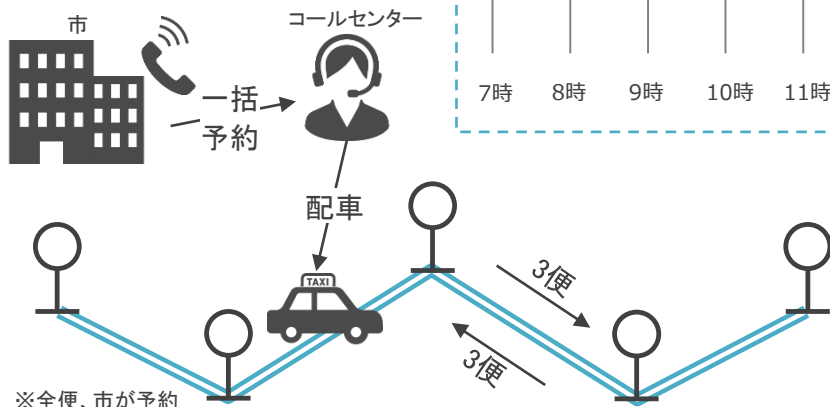 市
コールセンター
一括
予約
7時 8時 9時 10時 11時
配車
TAXI
3便
3便
※全便、市が予約